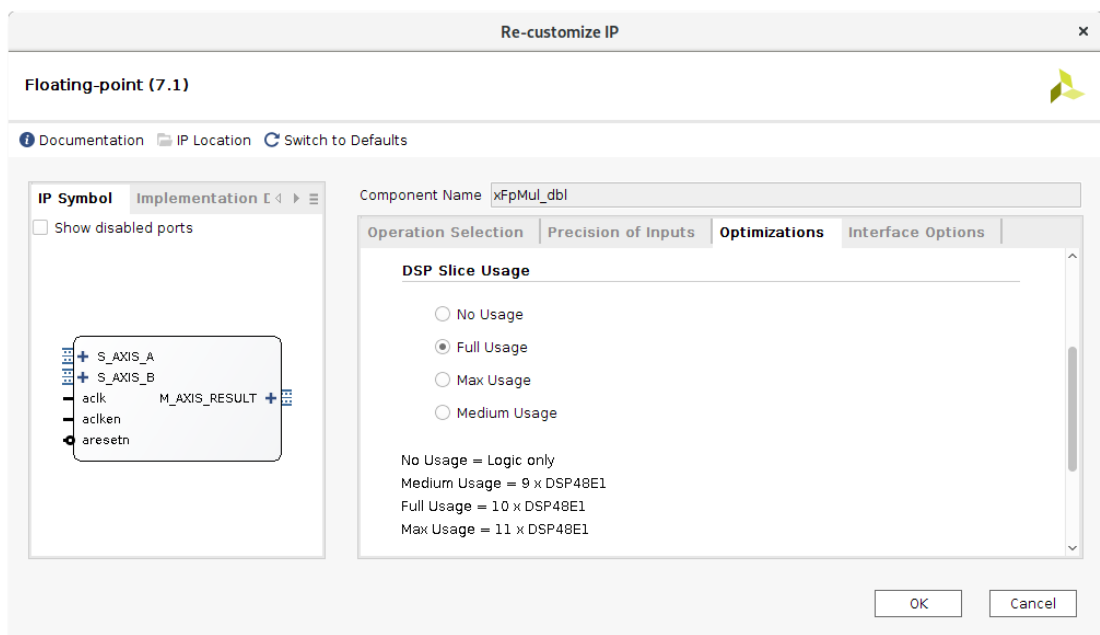 Re-customize IP ×
Floating-point (7.1)
Documentation IP Location Switch to Defaults
IP Symbol Implementation D
Show disabled ports
S_AXIS_A
S_AXIS_B
aclk M_AXIS_RESULT
aclken
aresetn
Component Name xFpMul_dbl
Operation Selection Precision of Inputs Optimizations Interface Options
DSP Slice Usage
No Usage
Full Usage
Max Usage
Medium Usage
No Usage = Logic only
Medium Usage = 9 x DSP48E1
Full Usage = 10 x DSP48E1
Max Usage = 11 x DSP48E1
OK Cancel